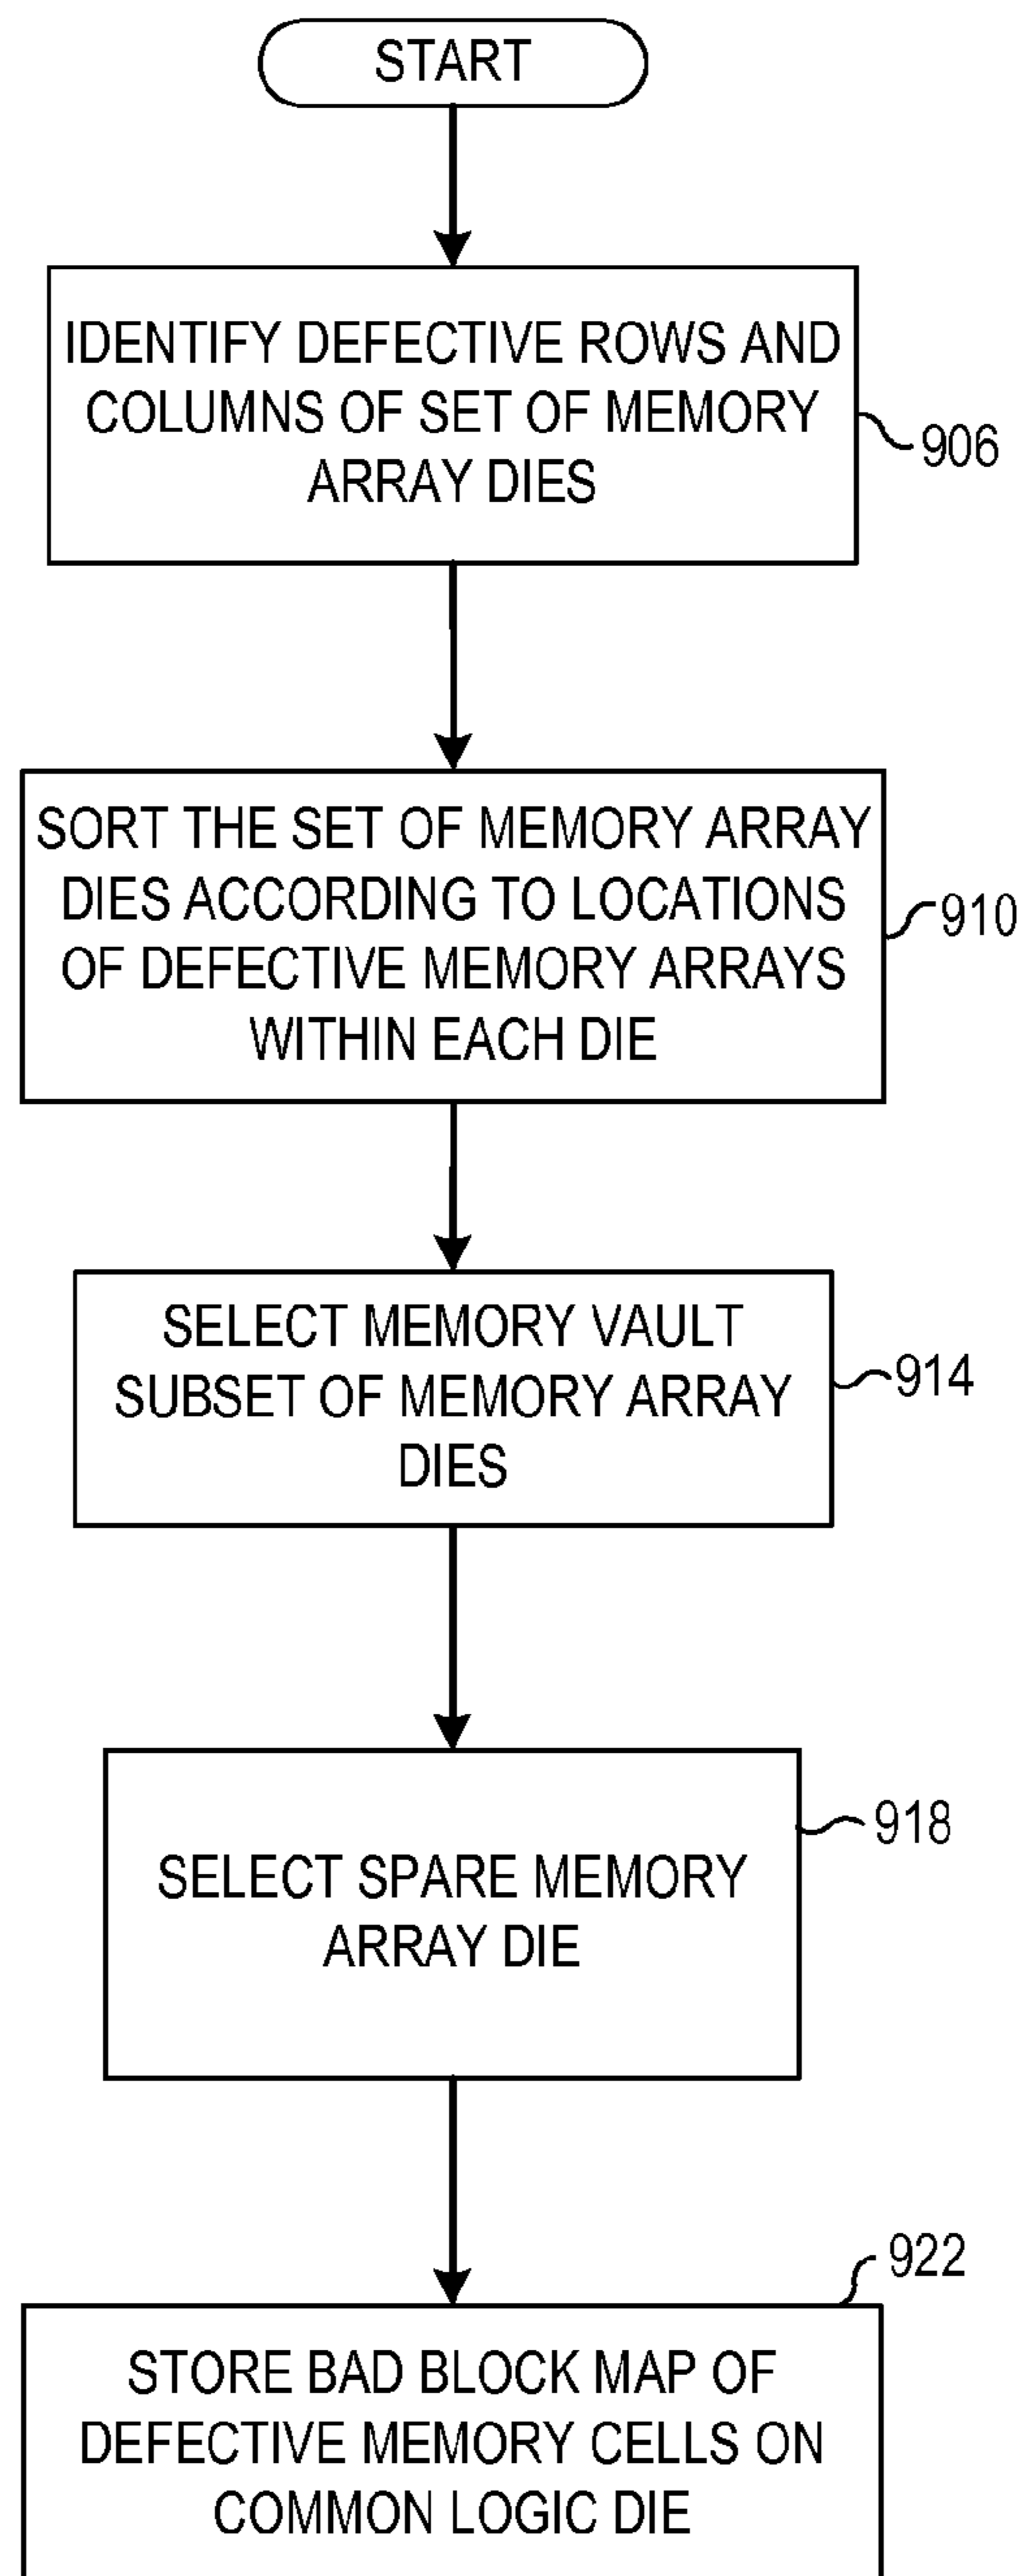 START
IDENTIFY DEFECTIVE ROWS AND
COLUMNS OF SET OF MEMORY
ARRAY DIES
906
SORT THE SET OF MEMORY ARRAY
DIES ACCORDING TO LOCATIONS
OF DEFECTIVE MEMORY ARRAYS
WITHIN EACH DIE
910
SELECT MEMORY VAULT
SUBSET OF MEMORY ARRAY
DIES
914
SELECT SPARE MEMORY
ARRAY DIE
918
922
STORE BAD BLOCK MAP OF
DEFECTIVE MEMORY CELLS ON
COMMON LOGIC DIE